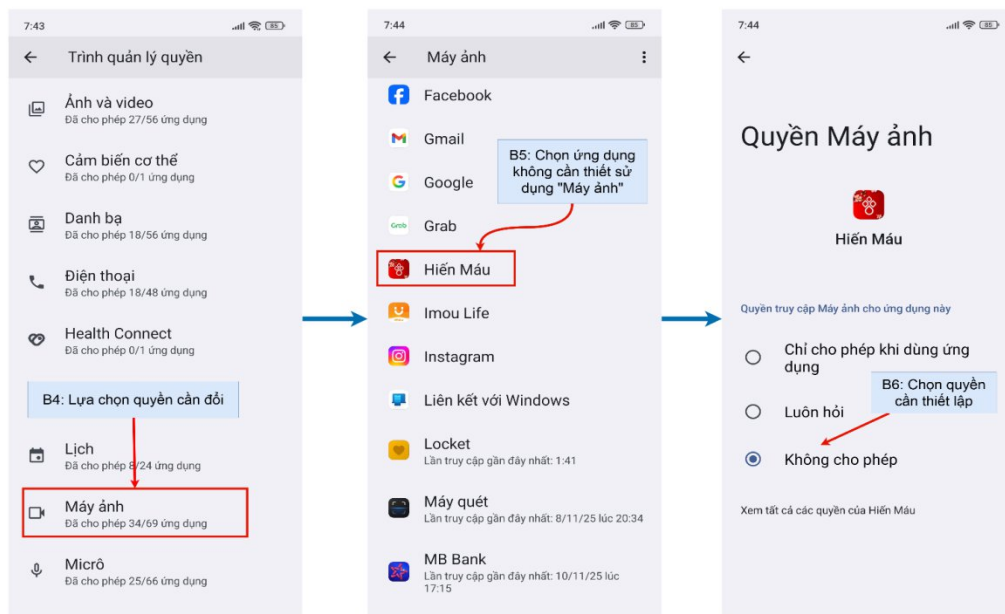 7:43
85
Trình quản lý quyền
Ảnh và video
Đã cho phép 27/56 ứng dụng
Cảm biến cơ thể
Đã cho phép 0/1 ứng dụng
Danh bạ
Đã cho phép 18/56 ứng dụng
Điện thoại
Đã cho phép 18/48 ứng dụng
Health Connect
Đã cho phép 0/1 ứng dụng
B4: Lựa chọn quyền cần đổi
Lịch
Đã cho phép 8/24 ứng dụng
Máy ảnh
Đã cho phép 34/69 ứng dụng
Micrô
Đã cho phép 25/66 ứng dụng
7:44
85
Máy ảnh
Facebook
Gmail
B5: Chọn ứng dụng
không cần thiết sử
dụng "Máy ảnh"
Google
Grab
Grab
Hiến Máu
Imou Life
Instagram
Liên kết với Windows
Locket
Lần truy cập gần đây nhất: 1:41
Máy quét
Lần truy cập gần đây nhất: 8/11/25 lúc 20:34
MB Bank
Lần truy cập gần đây nhất: 10/11/25 lúc
17:15
7:44
85
Quyền Máy ảnh
Hiến Máu
Quyền truy cập Máy ảnh cho ứng dụng này
Chỉ cho phép khi dùng ứng
dụng
B6: Chọn quyền
cần thiết lập
Luôn hỏi
Không cho phép
Xem tất cả các quyền của Hiến Máu